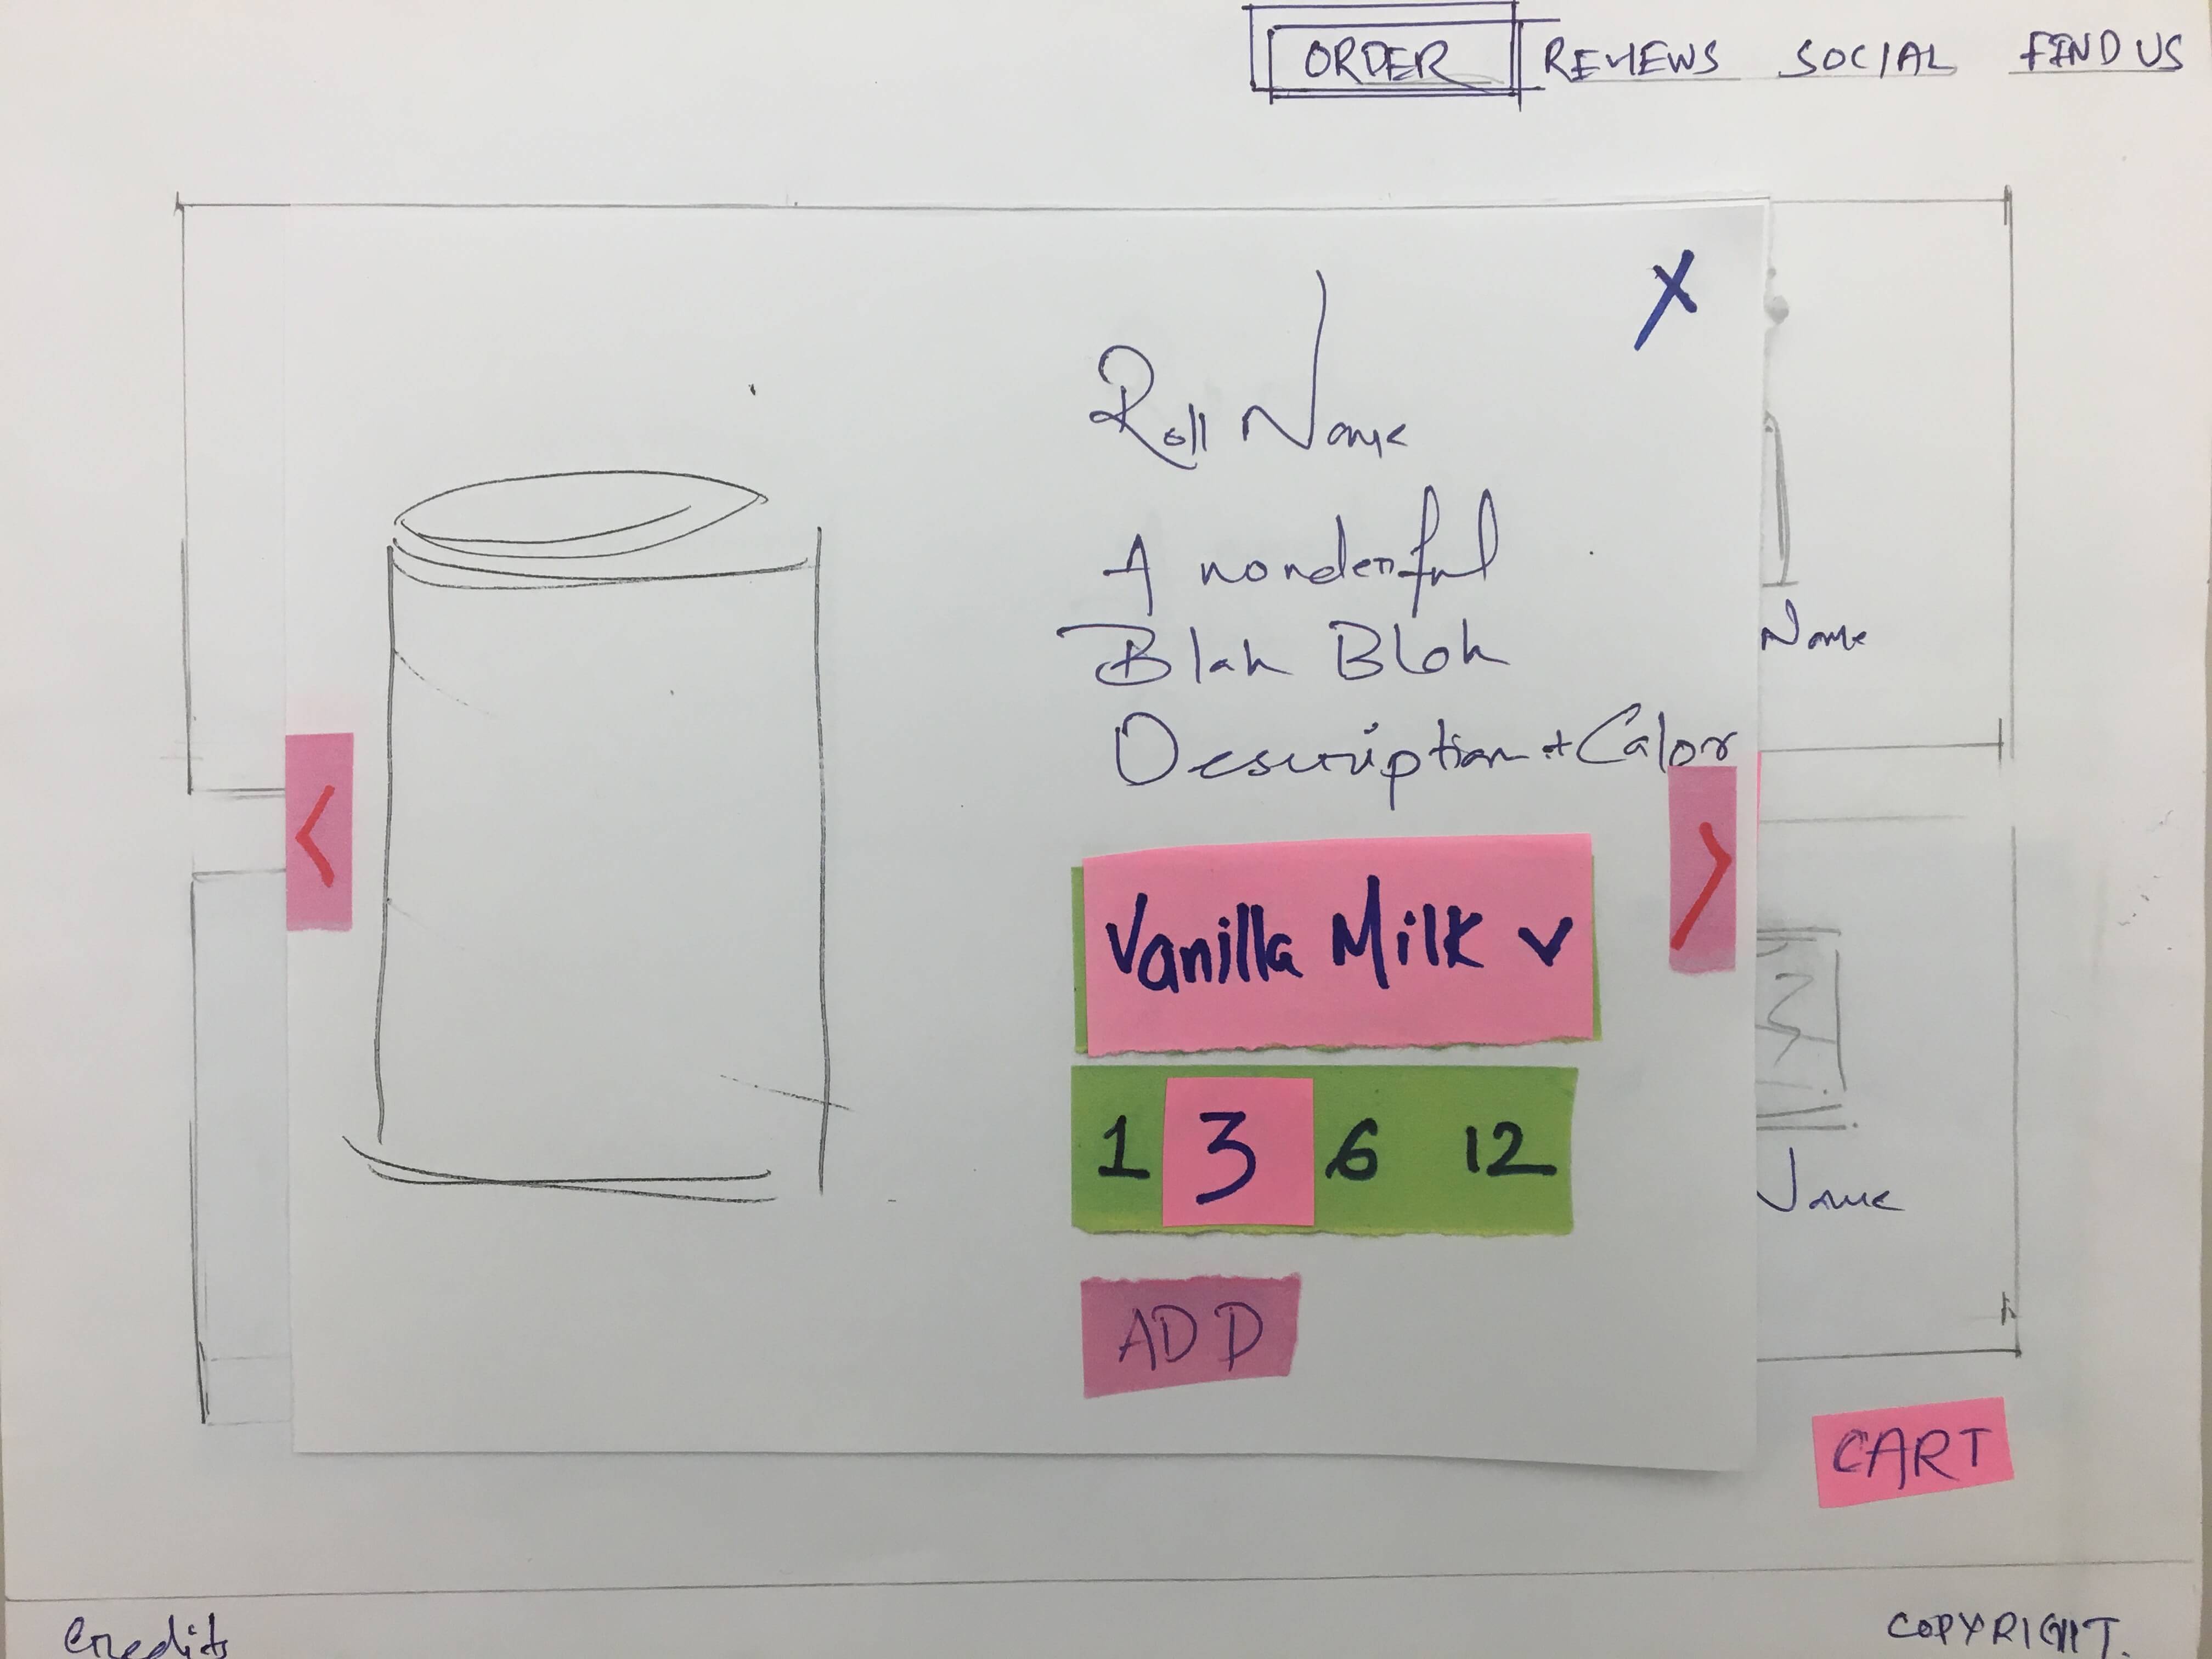 ORDER REVIEWS SOCIAL FIND US
X
Roll Name
A wonderful
Blah Blah
Description + Calor
Name
< >
Vanilla Milk v
1 3 6 12
Name
ADD
CART
Credits COPYRIGHT.